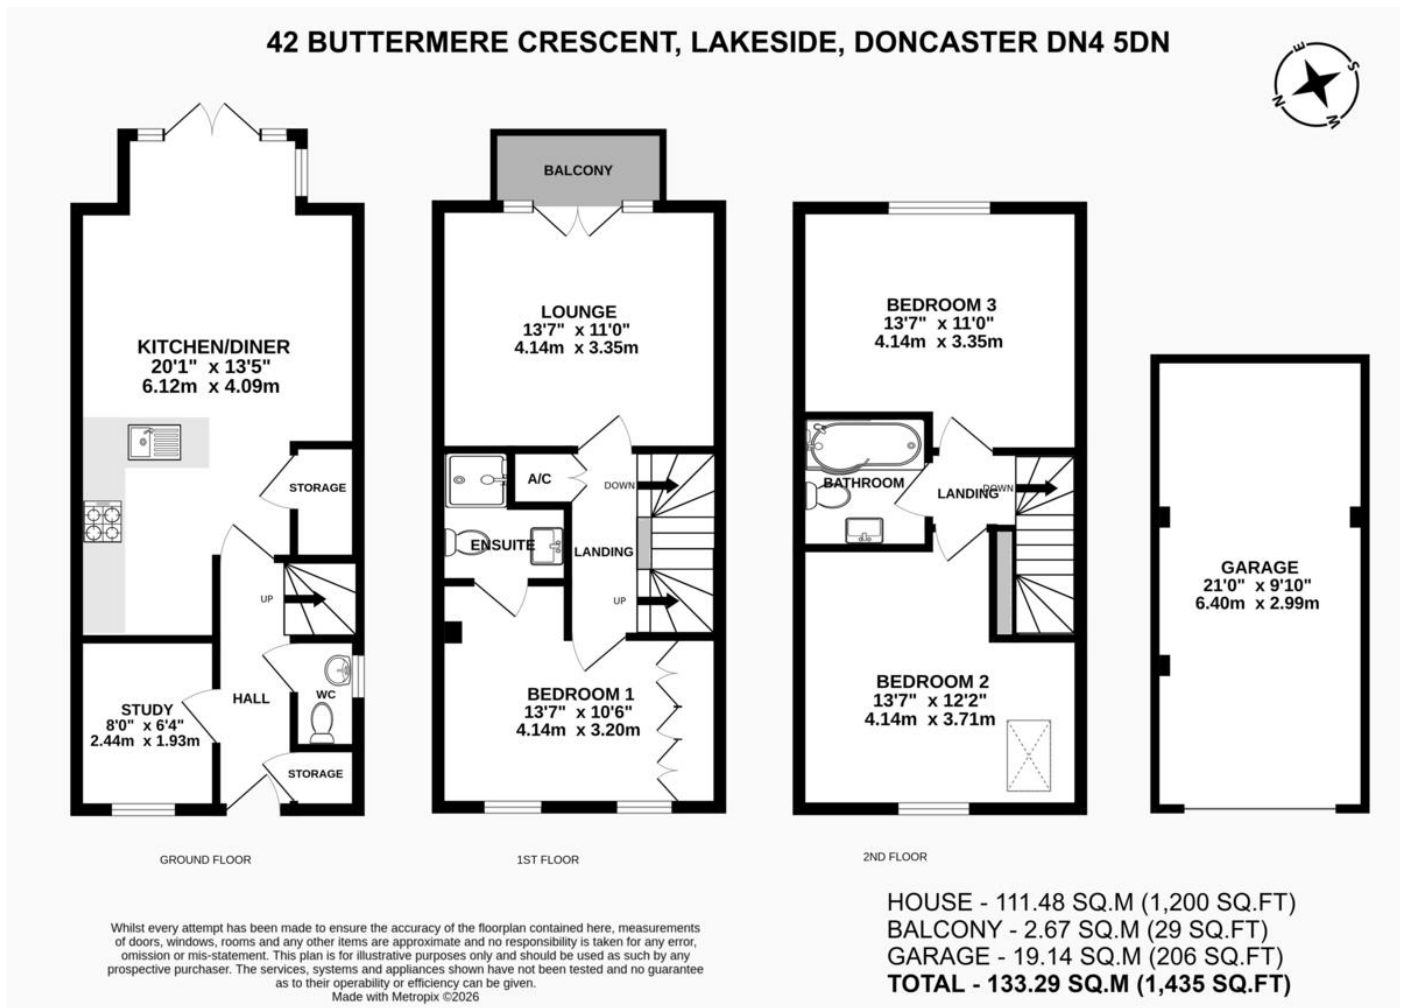 42 BUTTERMERE CRESCENT, LAKESIDE, DONCASTER DN4 5DN
E
S
N
W
KITCHEN/DINER
20'1" x 13'5"
6.12m x 4.09m
STORAGE
UP
HALL
WC
STUDY
8'0" x 6'4"
2.44m x 1.93m
STORAGE
GROUND FLOOR
BALCONY
LOUNGE
13'7" x 11'0"
4.14m x 3.35m
A/C
DOWN
ENSUITE
LANDING
UP
BEDROOM 1
13'7" x 10'6"
4.14m x 3.20m
1ST FLOOR
BEDROOM 3
13'7" x 11'0"
4.14m x 3.35m
BATHROOM
LANDING
DOWN
BEDROOM 2
13'7" x 12'2"
4.14m x 3.71m
2ND FLOOR
GARAGE
21'0" x 9'10"
6.40m x 2.99m
HOUSE - 111.48 SQ.M (1,200 SQ.FT)
BALCONY - 2.67 SQ.M (29 SQ.FT)
GARAGE - 19.14 SQ.M (206 SQ.FT)
TOTAL - 133.29 SQ.M (1,435 SQ.FT)
Whilst every attempt has been made to ensure the accuracy of the floorplan contained here, measurements
of doors, windows, rooms and any other items are approximate and no responsibility is taken for any error,
omission or mis-statement. This plan is for illustrative purposes only and should be used as such by any
prospective purchaser. The services, systems and appliances shown have not been tested and no guarantee
as to their operability or efficiency can be given.
Made with Metropix ©2026